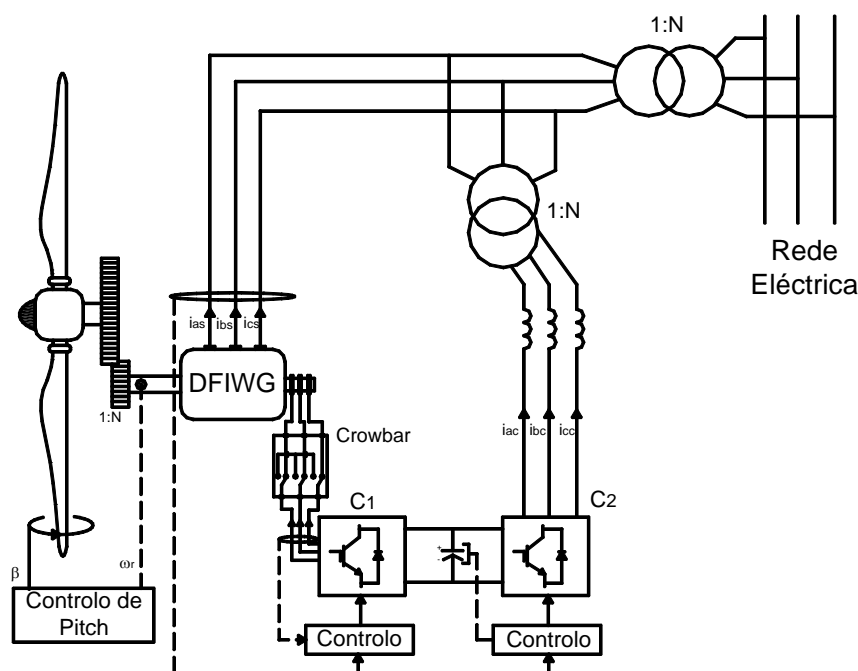 1:N
1:N
Rede
Eléctrica
ias
ibs
ics
DFIWG
1:N
Crowbar
iac
ibc
icc
C1
C2
+
-
β
ωr
Controlo de
Pitch
Controlo
Controlo